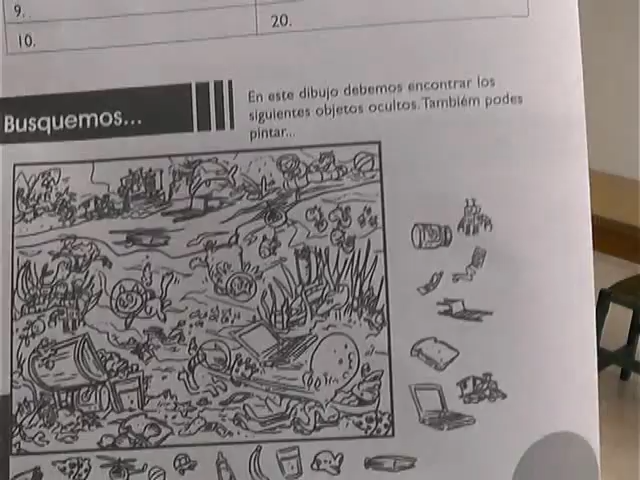 9.
10.
20.
Busquemos...
En este dibujo debemos encontrar los
siguientes objetos ocultos. Tambiém podes
pintar...